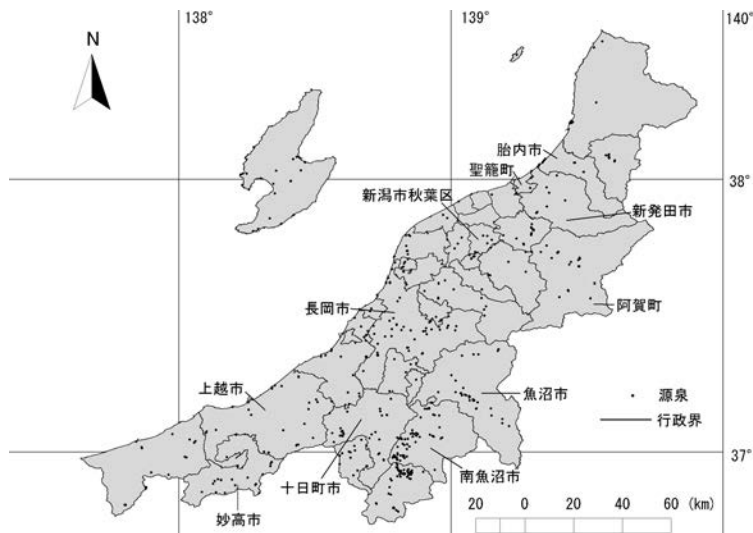 138°
139°
140°
N
胎内市
聖籠町
38°
新潟市秋葉区
新発田市
長岡市
阿賀町
上越市
魚沼市
源泉
行政界
37°
十日町市
南魚沼市
妙高市
20 0 20 40 60 (km)